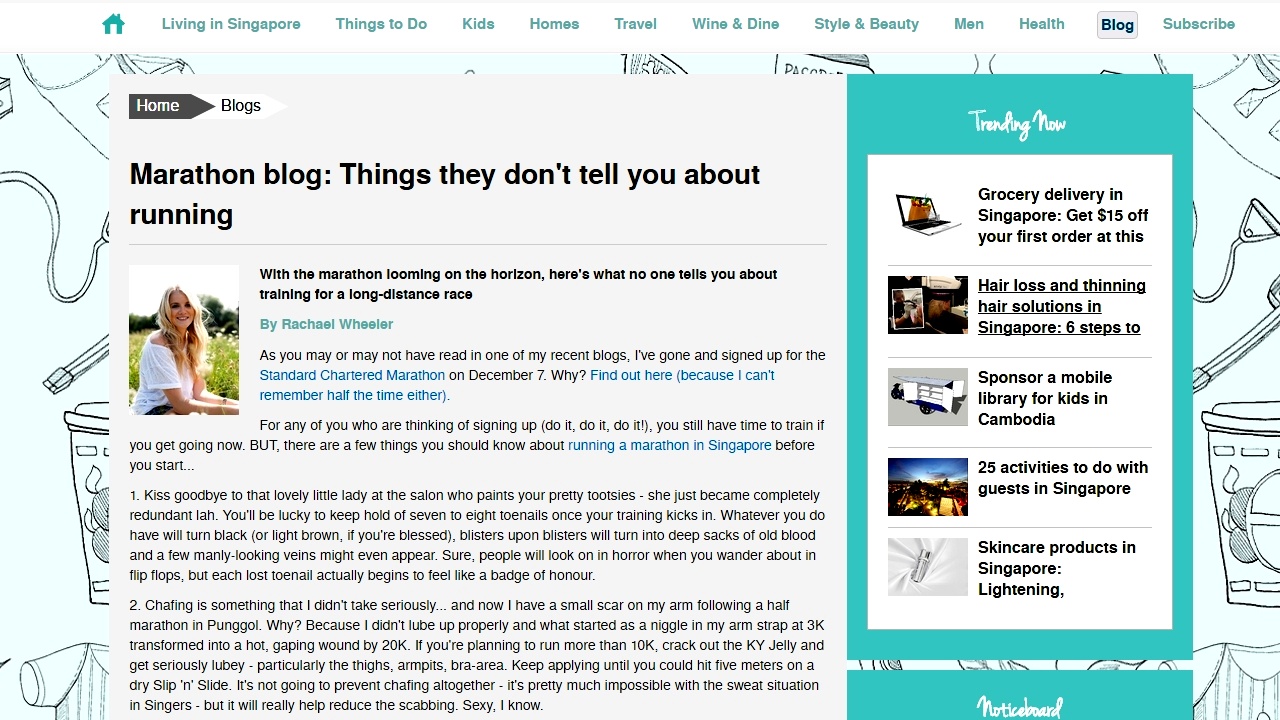 Living in Singapore Things to Do Kids Homes Travel Wine & Dine Style & Beauty Men Health Blog Subscribe
Home Blogs
Marathon blog: Things they don't tell you about
running
With the marathon looming on the horizon, here's what no one tells you about
training for a long-distance race
By Rachael Wheeler
As you may or may not have read in one of my recent blogs, I've gone and signed up for the
Standard Chartered Marathon on December 7. Why? Find out here (because I can't
remember half the time either).
For any of you who are thinking of signing up (do it, do it, do it!), you still have time to train if
you get going now. BUT, there are a few things you should know about running a marathon in Singapore before
you start...
1. Kiss goodbye to that lovely little lady at the salon who paints your pretty tootsies - she just became completely
redundant lah. You'll be lucky to keep hold of seven to eight toenails once your training kicks in. Whatever you do
have will turn black (or light brown, if you're blessed), blisters upon blisters will turn into deep sacks of old blood
and a few manly-looking veins might even appear. Sure, people will look on in horror when you wander about in
flip flops, but each lost toenail actually begins to feel like a badge of honour.
2. Chafing is something that I didn't take seriously... and now I have a small scar on my arm following a half
marathon in Punggol. Why? Because I didn't lube up properly and what started as a niggle in my arm strap at 3K
transformed into a hot, gaping wound by 20K. If you're planning to run more than 10K, crack out the KY Jelly and
get seriously lubey - particularly the thighs, armpits, bra-area. Keep applying until you could hit five meters on a
dry Slip 'n' Slide. It's not going to prevent chafing altogether - it's pretty much impossible with the sweat situation
in Singers - but it will really help reduce the scabbing. Sexy, I know.
Trending Now
Grocery delivery in
Singapore: Get $15 off
your first order at this
Hair loss and thinning
hair solutions in
Singapore: 6 steps to
Sponsor a mobile
library for kids in
Cambodia
25 activities to do with
guests in Singapore
Skincare products in
Singapore:
Lightening,
Noticeboard